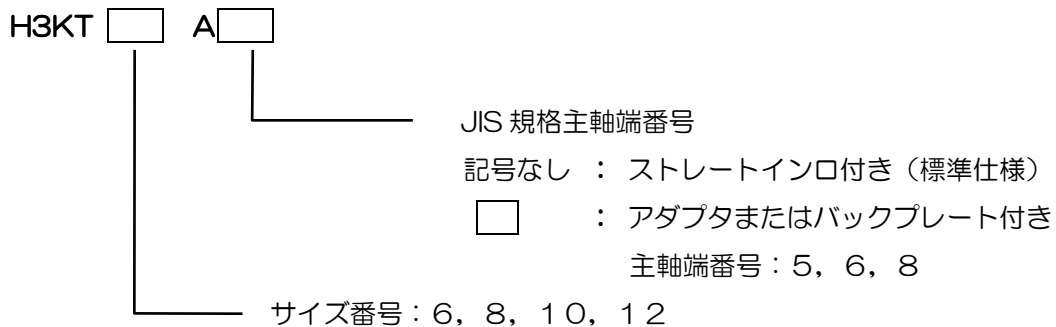 H3KT □ A□
JIS 規格主軸端番号
記号なし : ストレートインロ付き(標準仕様)
□ : アダプタまたはバックプレート付き
主軸端番号:5,6,8
サイズ番号:6,8,10,12